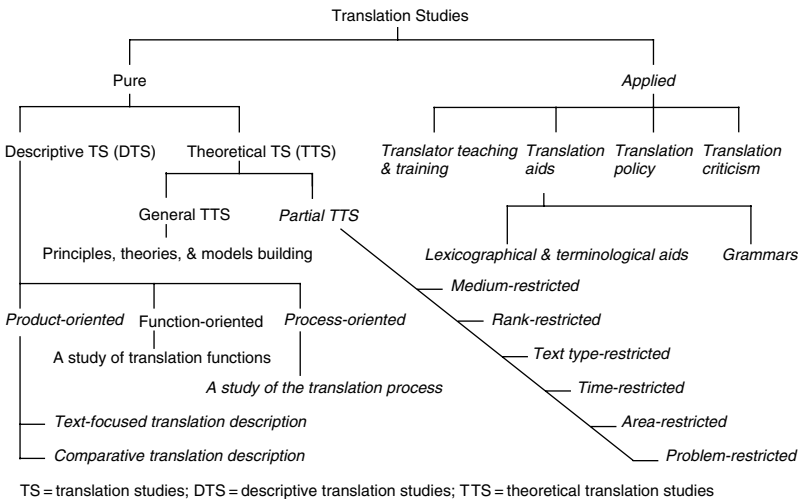 Translation Studies
Pure
Applied
Descriptive TS (DTS)
Theoretical TS (TTS)
Translator teaching
& training
Translation
aids
Translation
policy
Translation
criticism
General TTS
Partial TTS
Principles, theories, & models building
Lexicographical & terminological aids
Grammars
Medium-restricted
Rank-restricted
Text type-restricted
Time-restricted
Area-restricted
Problem-restricted
Product-oriented
Function-oriented
Process-oriented
A study of translation functions
A study of the translation process
Text-focused translation description
Comparative translation description
TS = translation studies; DTS = descriptive translation studies; TTS = theoretical translation studies